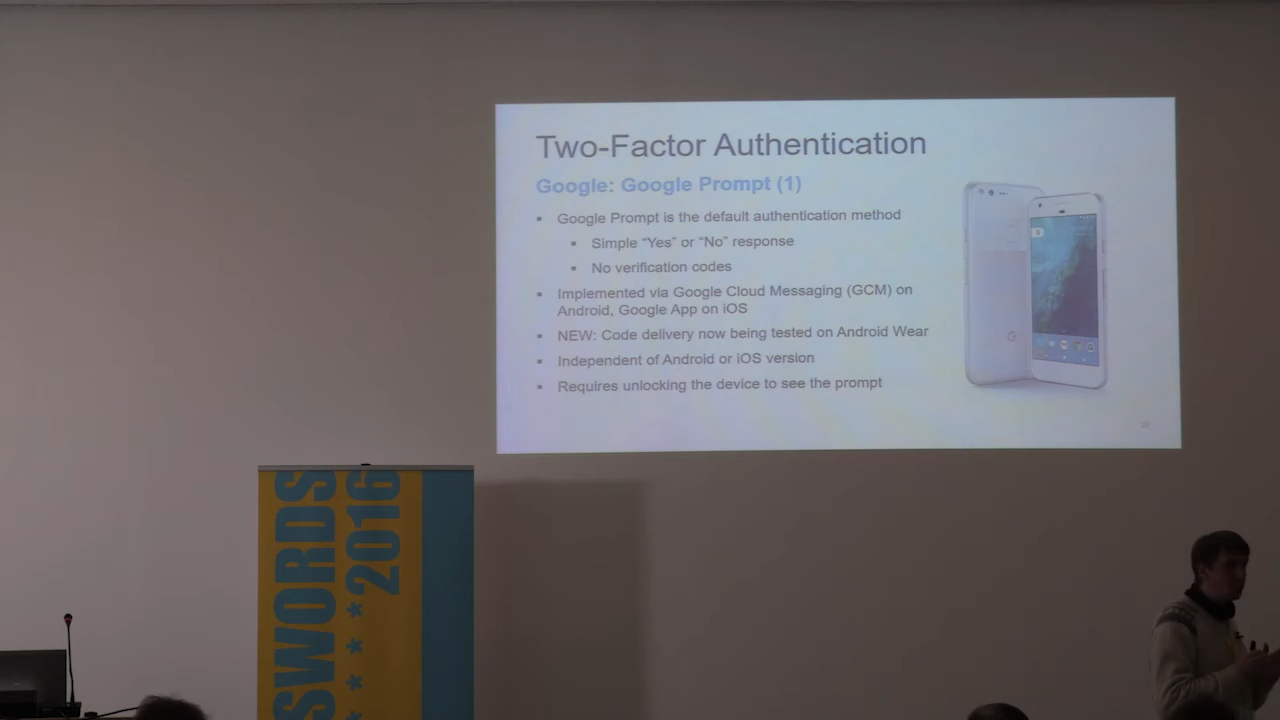 Two-Factor Authentication
Google: Google Prompt (1)
▪ Google Prompt is the default authentication method
▪ Simple “Yes” or “No” response
▪ No verification codes
▪ Implemented via Google Cloud Messaging (GCM) on
Android, Google App on iOS
▪ NEW: Code delivery now being tested on Android Wear
▪ Independent of Android or iOS version
▪ Requires unlocking the device to see the prompt
G
SWORDS
****2016